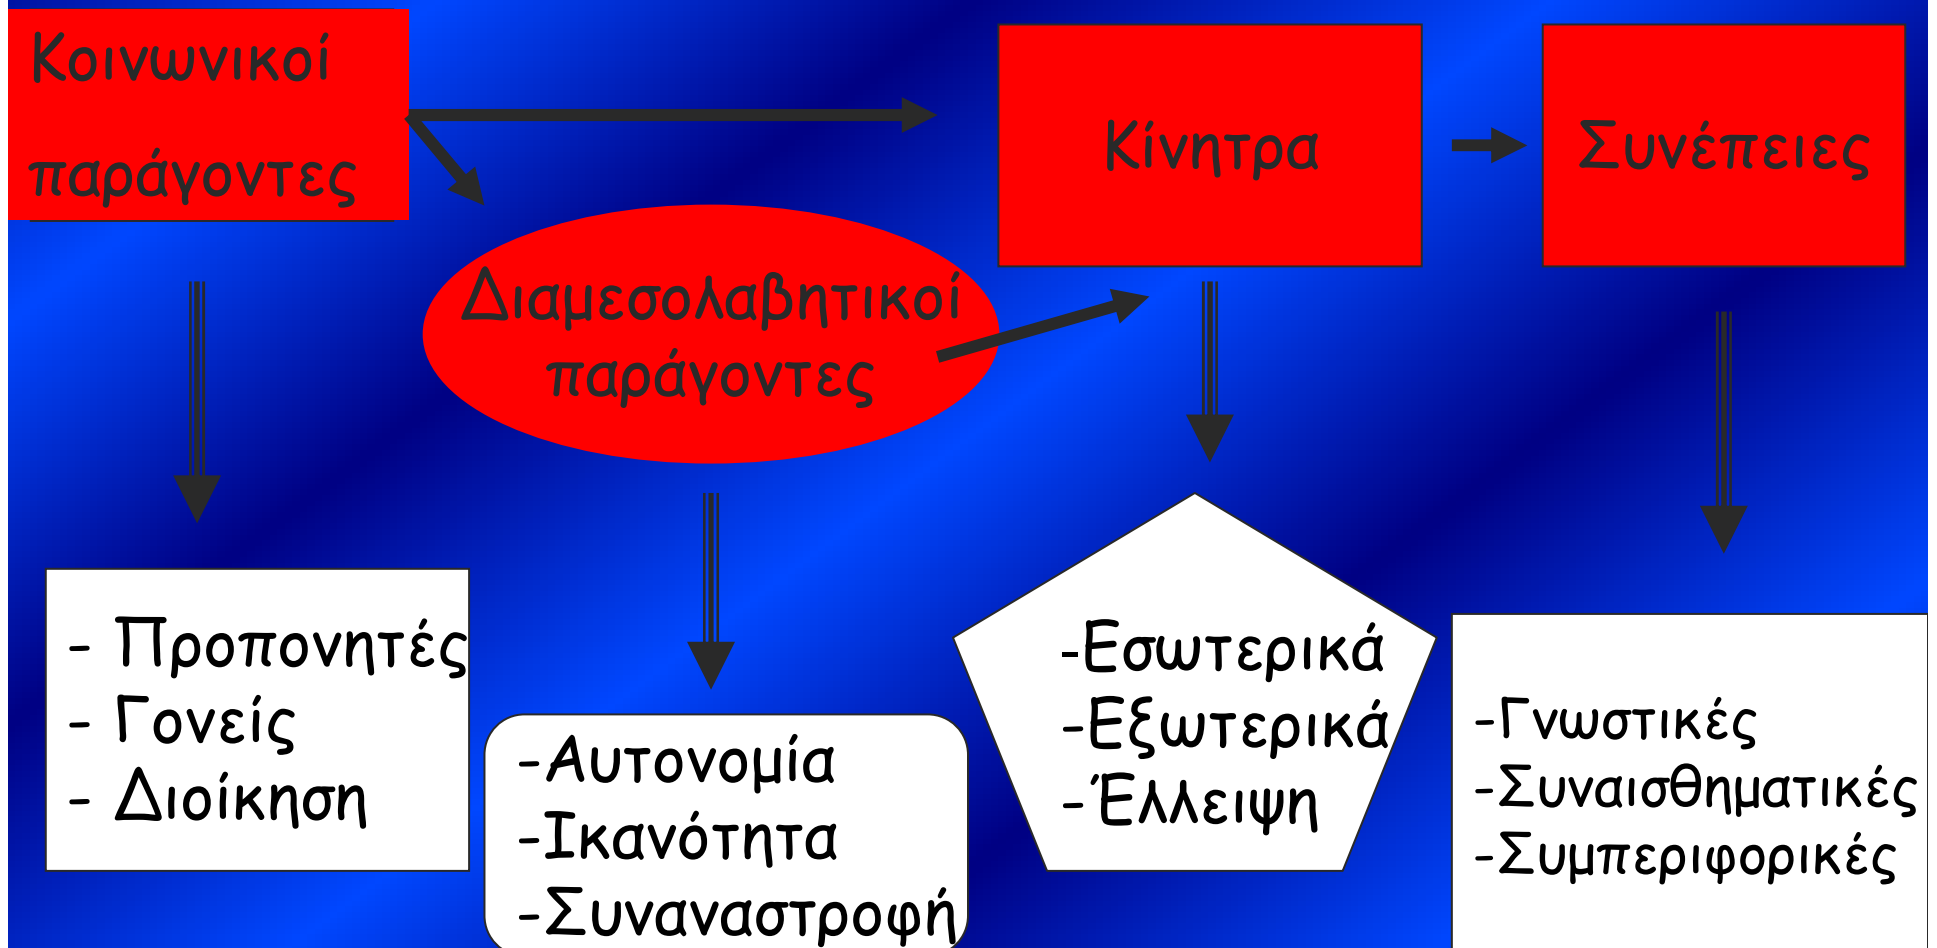 Κοινωνικοί
παράγοντες
Διαμεσολαβητικοί
παράγοντες
Κίνητρα
Συνέπειες
- Προπονητές
- Γονείς
- Διοίκηση
-Αυτονομία
-Ικανότητα
-Συναναστροφή
-Εσωτερικά
-Εξωτερικά
-Έλλειψη
-Γνωστικές
-Συναισθηματικές
-Συμπεριφορικές